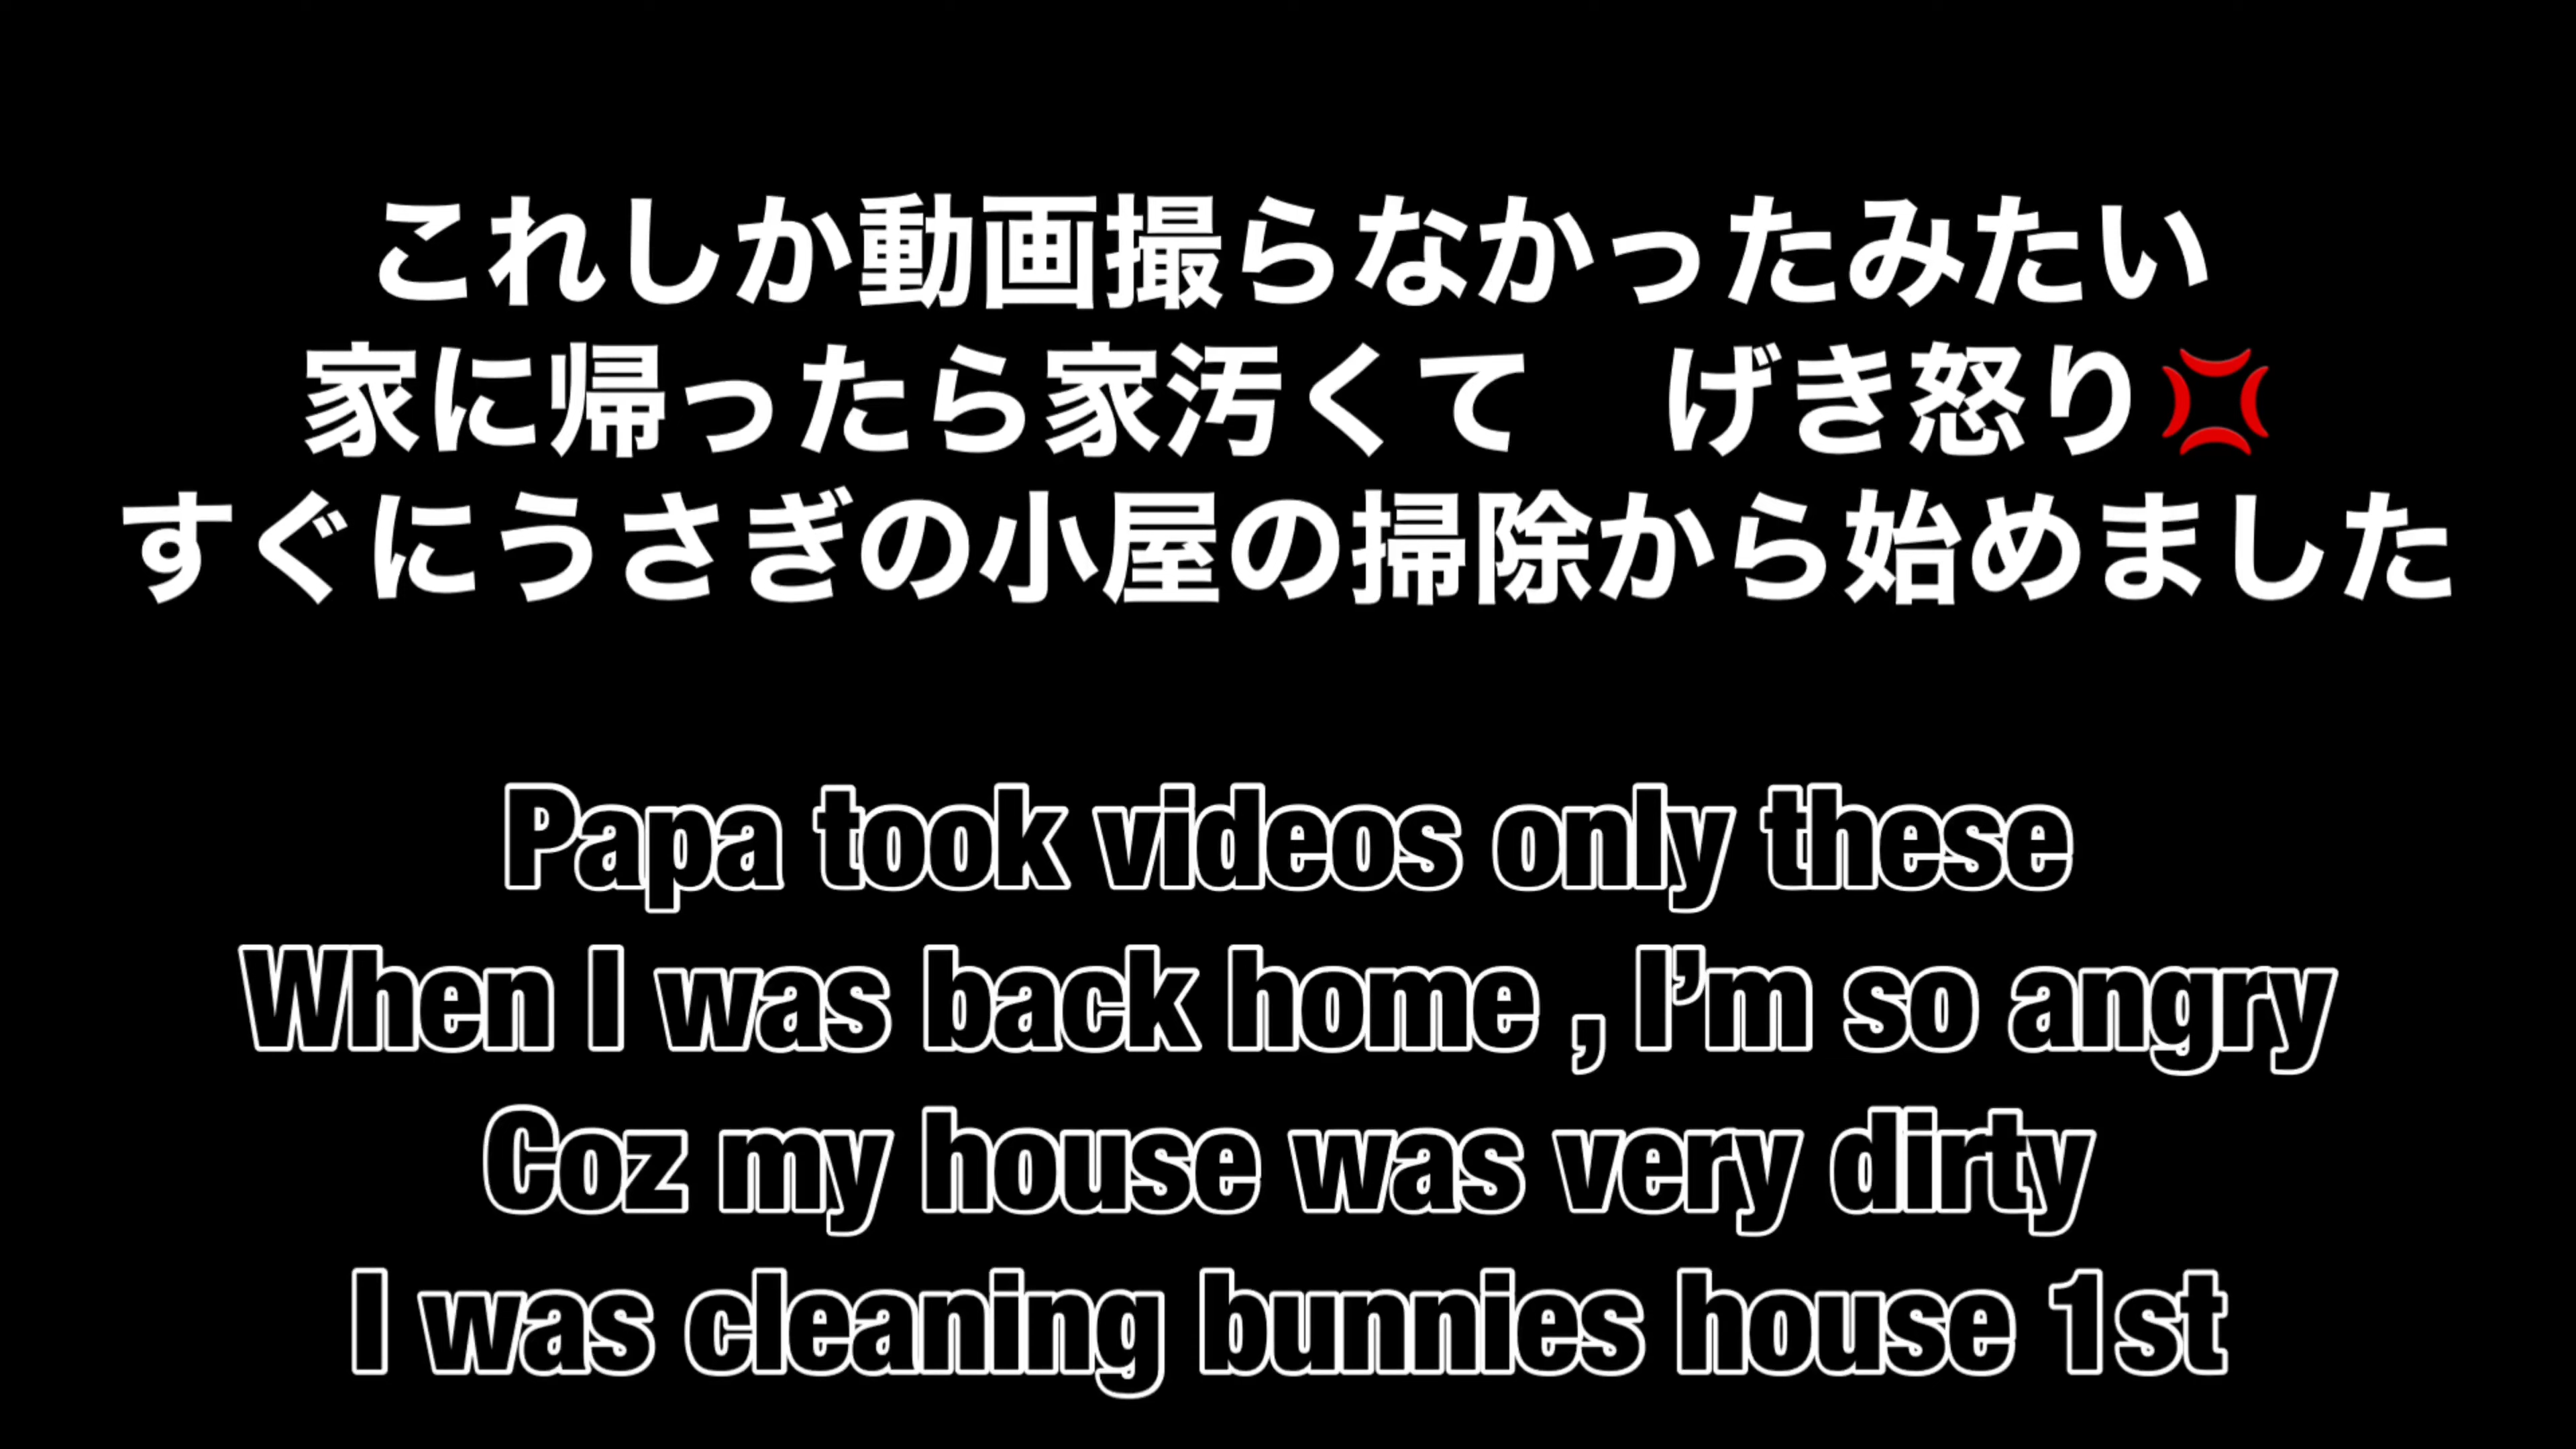 これしか動画撮らなかったみたい
家に帰ったら家汚くて　げき怒り💢
すぐにうさぎの小屋の掃除から始めました
Papa took videos only these
When I was back home , I’m so angry
Coz my house was very dirty
I was cleaning bunnies house 1st